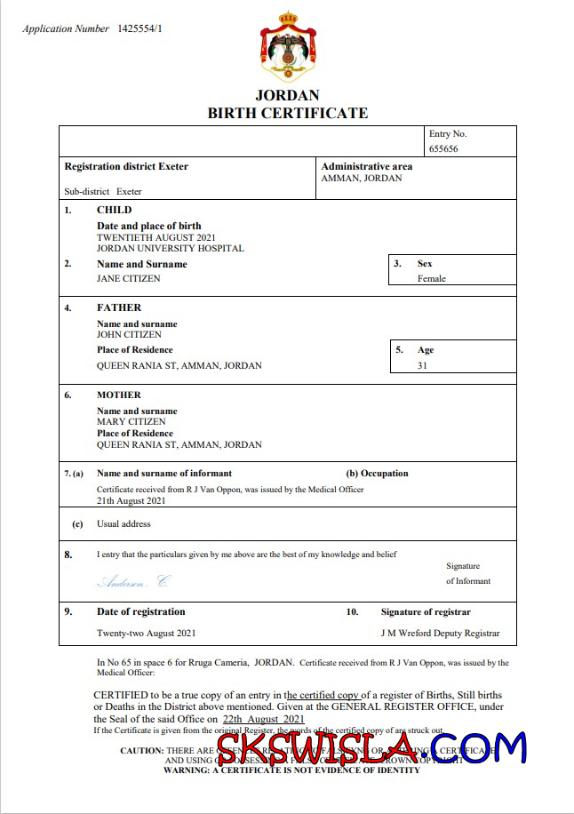 Application Number 1425554/1
JORDAN
BIRTH CERTIFICATE
Entry No.
655656
Registration district Exeter
Administrative area
AMMAN, JORDAN
Sub-district Exeter
1. CHILD
Date and place of birth
TWENTIETH AUGUST 2021
JORDAN UNIVERSITY HOSPITAL
2. Name and Surname
3. Sex
JANE CITIZEN
Female
4. FATHER
Name and surname
JOHN CITIZEN
Place of Residence
5. Age
QUEEN RANIA ST, AMMAN, JORDAN
31
6. MOTHER
Name and surname
MARY CITIZEN
Place of Residence
QUEEN RANIA ST, AMMAN, JORDAN
7. (a) Name and surname of informant
(b) Occupation
Certificate received from R J Van Oppon, was issued by the Medical Officer
21th August 2021
(c) Usual address
8. I entry that the particulars given by me above are the best of my knowledge and belief
Signature
of Informant
Anderson. C
9. Date of registration
10. Signature of registrar
Twenty-two August 2021
J M Wreford Deputy Registrar
In No 65 in space 6 for Rruga Cameria, JORDAN. Certificate received from R J Van Oppon, was issued by the
Medical Officer:
CERTIFIED to be a true copy of an entry in the certified copy of a register of Births, Still births
or Deaths in the District above mentioned. Given at the GENERAL REGISTER OFFICE, under
the Seal of the said Office on 22th August 2021
If the Certificate is given from the original Register, the words of the certified copy of are struck out.
SKSWISLA.COM
CAUTION: THERE ARE
AND USING
WARNING: A CERTIFICATE IS NOT EVIDENCE OF IDENTITY